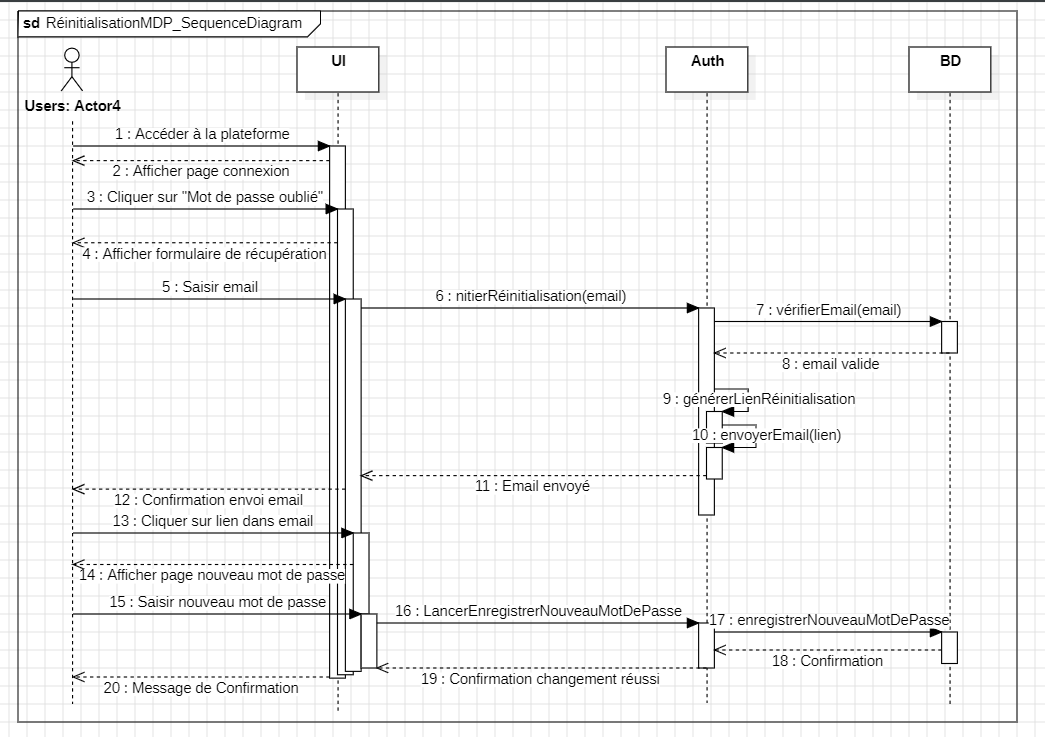 sd RéinitialisationMDP_SequenceDiagram
UI
Auth
BD
Users: Actor4
1 : Accéder à la plateforme
2 : Afficher page connexion
3 : Cliquer sur "Mot de passe oublié"
4 : Afficher formulaire de récupération
5 : Saisir email
6 : nitierRéinitialisation(email)
7 : vérifierEmail(email)
8 : email valide
9 : générerLienRéinitialisation
10 : envoyerEmail(lien)
11 : Email envoyé
12 : Confirmation envoi email
13 : Cliquer sur lien dans email
14 : Afficher page nouveau mot de passe
15 : Saisir nouveau mot de passe
16 : LancerEnregistrerNouveauMotDePasse
17 : enregistrerNouveauMotDePasse
18 : Confirmation
19 : Confirmation changement réussi
20 : Message de Confirmation